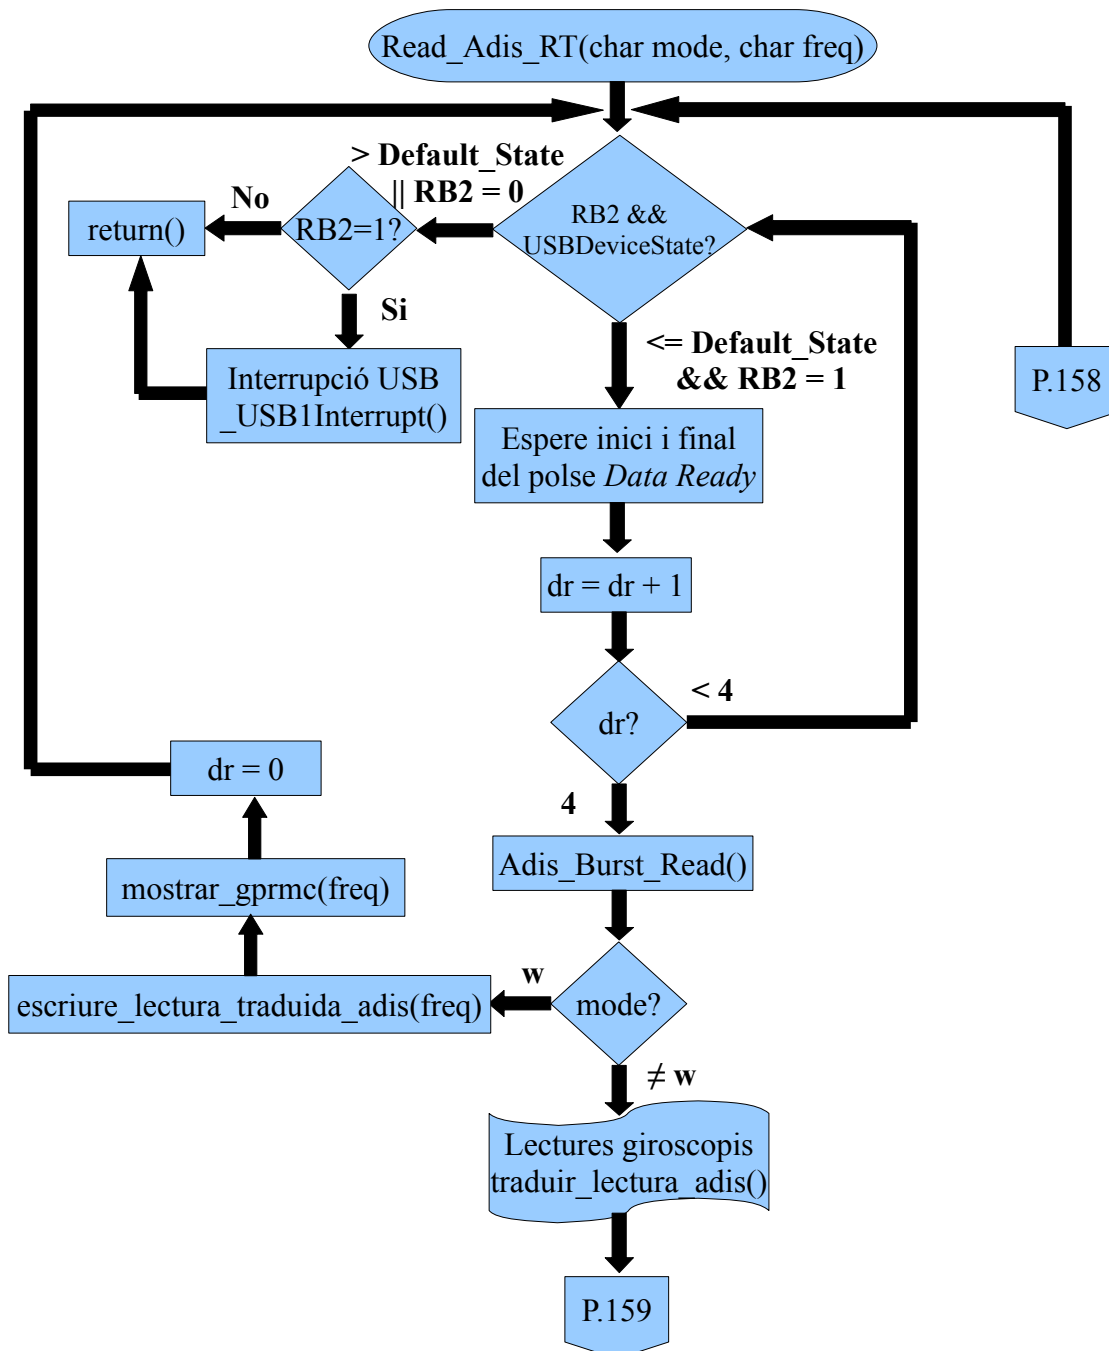 Read_Adis_RT(char mode, char freq)
> Default_State
|| RB2 = 0
No
return()
RB2=1?
RB2 &&
USBDeviceState?
Si
<= Default_State
&& RB2 = 1
Interrupció USB
_USB1Interrupt()
P.158
Espere inici i final
del polse Data Ready
dr = dr + 1
< 4
dr?
dr = 0
4
Adis_Burst_Read()
mostrar_gprmc(freq)
w
escriure_lectura_traduida_adis(freq)
mode?
≠ w
Lectures giroscopis
traduir_lectura_adis()
P.159